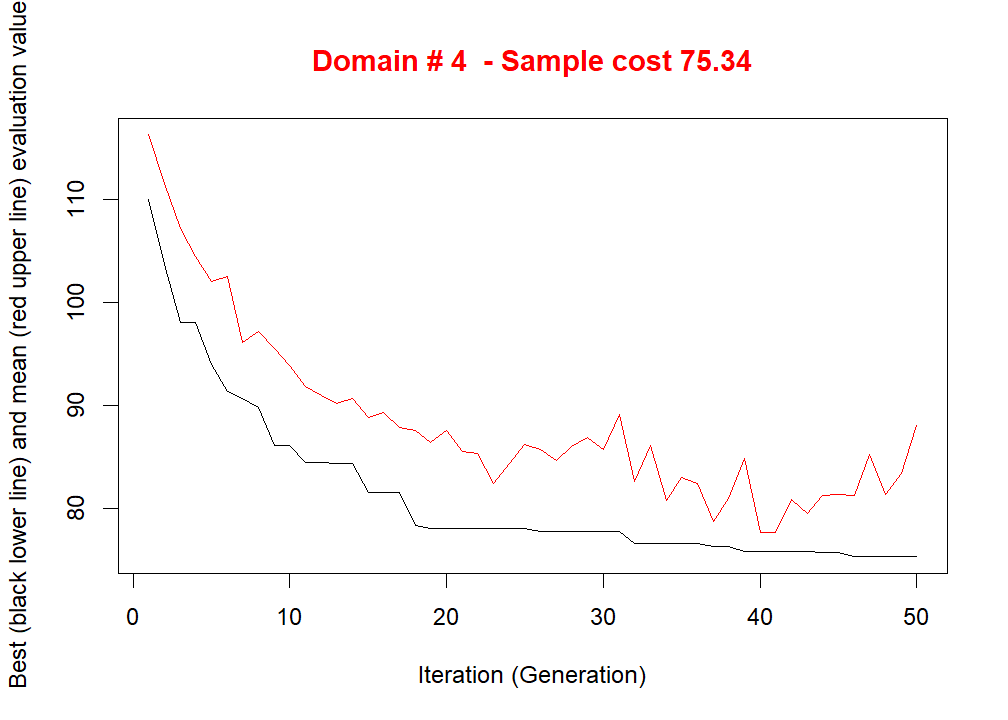 Domain # 4  - Sample cost 75.34
Best (black lower line) and mean (red upper line) evaluation value
110
100
90
80
0 10 20 30 40 50
Iteration (Generation)